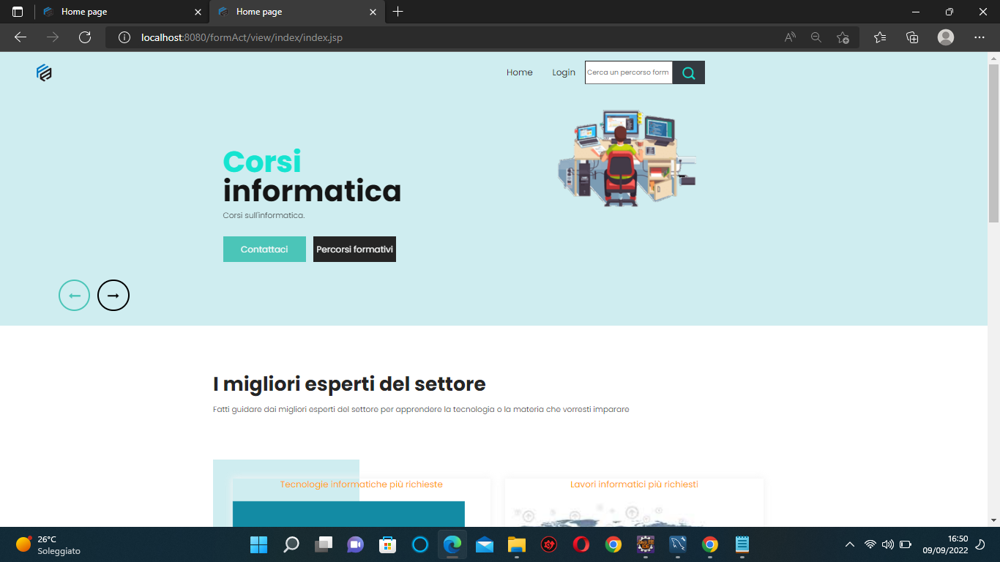 Home page
Home page
localhost:8080/formAct/view/index/index.jsp
Home
Login
Cerca un percorso form
Corsi
informatica
Corsi sull'informatica.
Contattaci
Percorsi formativi
I migliori esperti del settore
Fatti guidare dai migliori esperti del settore per apprendere la tecnologia o la materia che vorresti imparare
Tecnologie informatiche più richieste
Lavori informatici più richiesti
26°C
Soleggiato
Java EE
IDE
16:50
09/09/2022